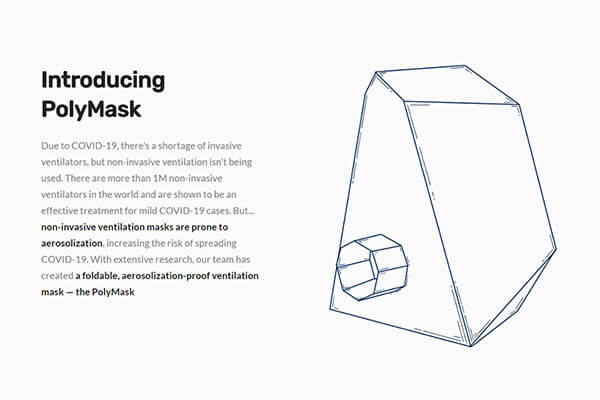 Introducing
PolyMask
Due to COVID-19, there's a shortage of invasive
ventilators, but non-invasive ventilation isn't being
used. There are more than 1M non-invasive
ventilators in the world and are shown to be an
effective treatment for mild COVID-19 cases. But...
non-invasive ventilation masks are prone to
aerosolization, increasing the risk of spreading
COVID-19. With extensive research, our team has
created a foldable, aerosolization-proof ventilation
mask — the PolyMask